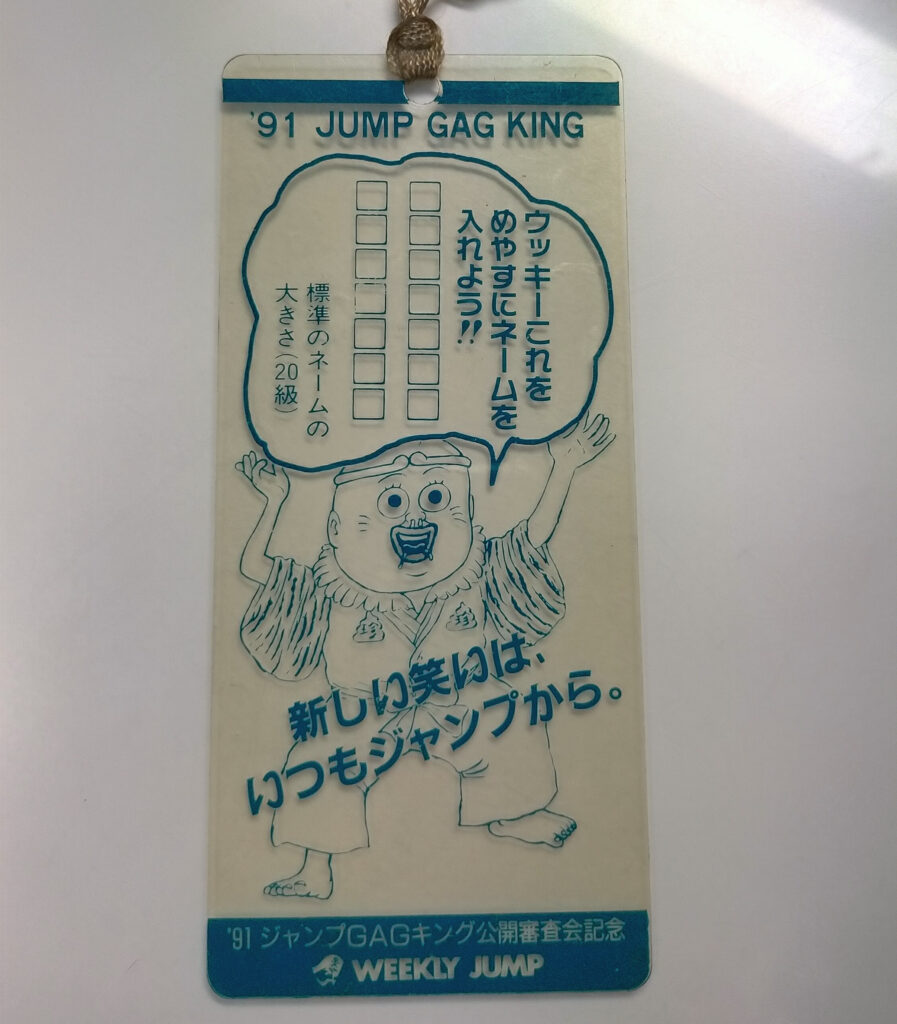 '91 JUMP GAG KING
ウッキーこれを
めやすにネームを
入れよう!!
標準のネームの
大きさ(20級)
珍
珍
新しい笑いは、
いつもジャンプから。
'91 ジャンプGAGキング公開審査会記念
WEEKLY JUMP